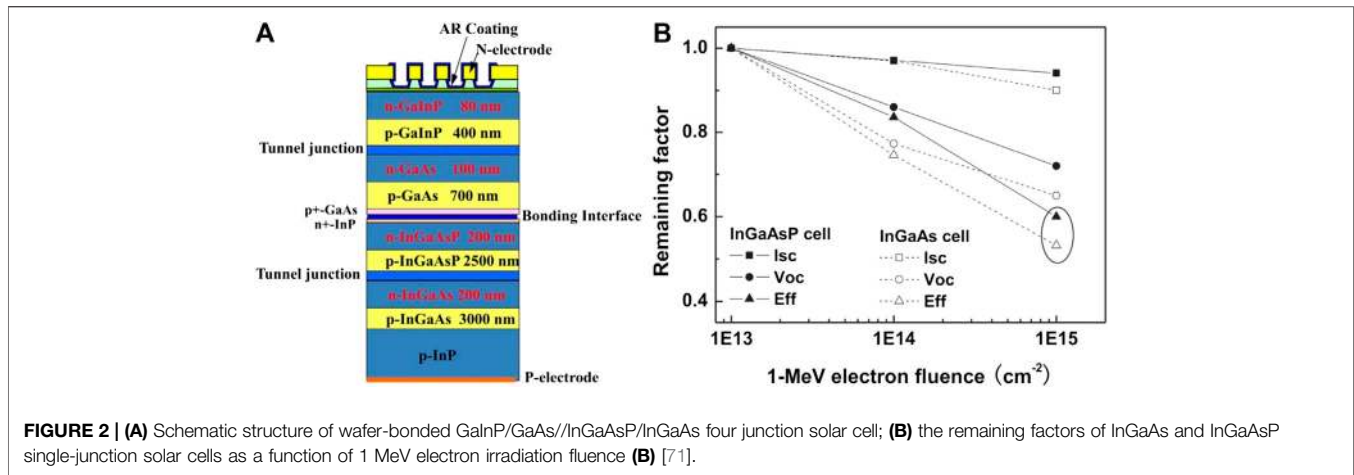 A
AR Coating
N-electrode
n-GaInP 80 nm
p-GaInP 400 nm
Tunnel junction
n-GaAs 100 nm
p-GaAs 700 nm
p+-GaAs
n+-InP
Bonding Interface
n-InGaAsP 200 nm
p-InGaAsP 2500 nm
Tunnel junction
n-InGaAs 200 nm
p-InGaAs 3000 nm
p-InP
P-electrode
B
Remaining factor
1.0
0.8
0.6
0.4
InGaAsP cell
Isc
Voc
Eff
InGaAs cell
Isc
Voc
Eff
1E13 1E14 1E15
1-MeV electron fluence (cm⁻²)
FIGURE 2 | (A) Schematic structure of wafer-bonded GaInP/GaAs//InGaAsP/InGaAs four junction solar cell; (B) the remaining factors of InGaAs and InGaAsP
single-junction solar cells as a function of 1 MeV electron irradiation fluence (B) [71].